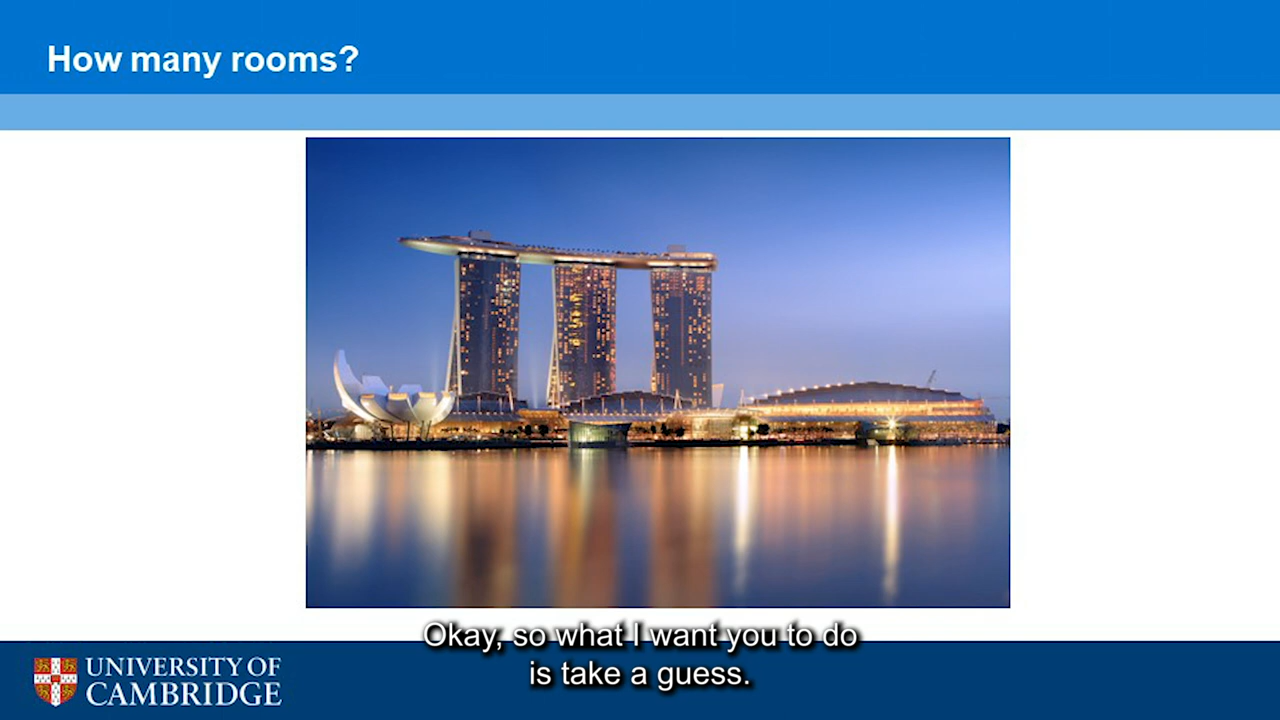 How many rooms?
Okay, so what I want you to do
is take a guess.
UNIVERSITY OF
CAMBRIDGE